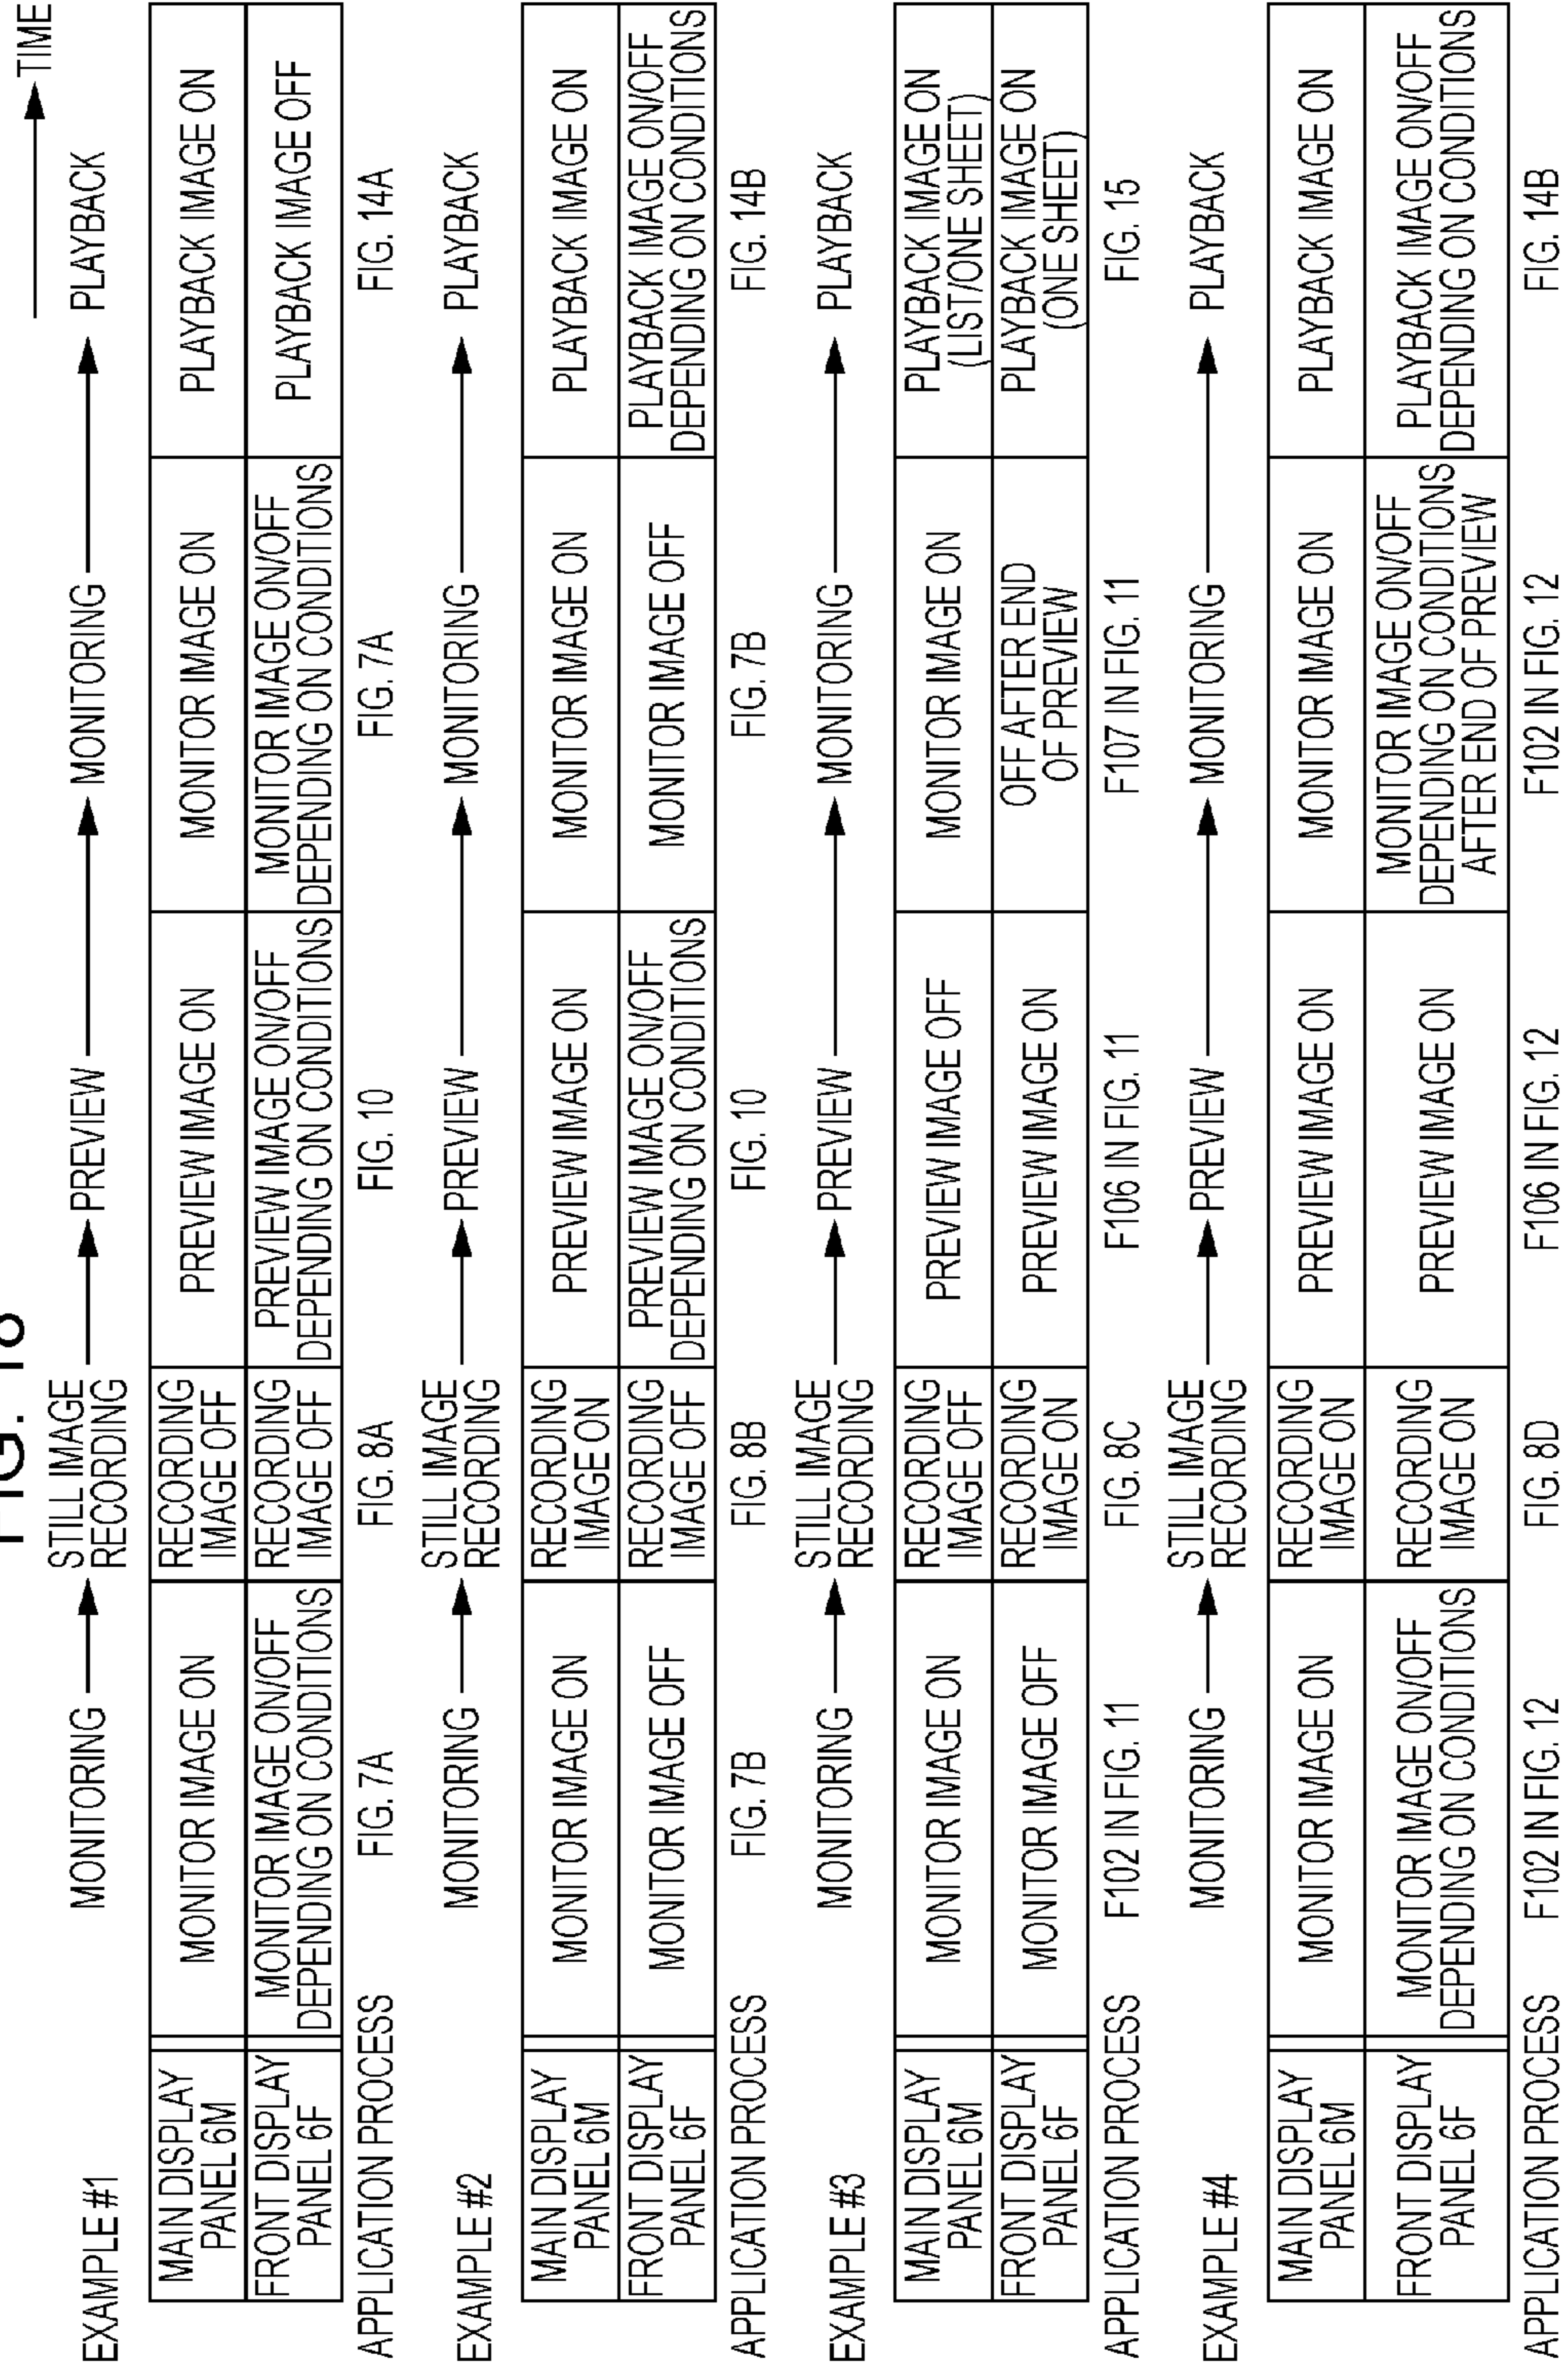 FIG. 18
TIME
EXAMPLE #1
MONITORING
STILL IMAGE
RECORDING
PREVIEW
MONITORING
PLAYBACK
MAIN DISPLAY
PANEL 6M
MONITOR IMAGE ON
RECORDING
IMAGE OFF
PREVIEW IMAGE ON
MONITOR IMAGE ON
PLAYBACK IMAGE ON
FRONT DISPLAY
PANEL 6F
MONITOR IMAGE ON/OFF
DEPENDING ON CONDITIONS
RECORDING
IMAGE OFF
PREVIEW IMAGE ON/OFF
DEPENDING ON CONDITIONS
MONITOR IMAGE ON/OFF
DEPENDING ON CONDITIONS
PLAYBACK IMAGE OFF
APPLICATION PROCESS
FIG. 7A
FIG. 8A
FIG. 10
FIG. 7A
FIG. 14A
EXAMPLE #2
MONITORING
STILL IMAGE
RECORDING
PREVIEW
MONITORING
PLAYBACK
MAIN DISPLAY
PANEL 6M
MONITOR IMAGE ON
RECORDING
IMAGE ON
PREVIEW IMAGE ON
MONITOR IMAGE ON
PLAYBACK IMAGE ON
FRONT DISPLAY
PANEL 6F
MONITOR IMAGE OFF
RECORDING
IMAGE OFF
PREVIEW IMAGE ON/OFF
DEPENDING ON CONDITIONS
MONITOR IMAGE OFF
PLAYBACK IMAGE ON/OFF
DEPENDING ON CONDITIONS
APPLICATION PROCESS
FIG. 7B
FIG. 8B
FIG. 10
FIG. 7B
FIG. 14B
EXAMPLE #3
MONITORING
STILL IMAGE
RECORDING
PREVIEW
MONITORING
PLAYBACK
MAIN DISPLAY
PANEL 6M
MONITOR IMAGE ON
RECORDING
IMAGE OFF
PREVIEW IMAGE OFF
MONITOR IMAGE ON
PLAYBACK IMAGE ON
(LIST/ONE SHEET)
FRONT DISPLAY
PANEL 6F
MONITOR IMAGE OFF
RECORDING
IMAGE ON
PREVIEW IMAGE ON
OFF AFTER END
OF PREVIEW
PLAYBACK IMAGE ON
(ONE SHEET)
APPLICATION PROCESS
F102 IN FIG. 11
FIG. 8C
F106 IN FIG. 11
F107 IN FIG. 11
FIG. 15
EXAMPLE #4
MONITORING
STILL IMAGE
RECORDING
PREVIEW
MONITORING
PLAYBACK
MAIN DISPLAY
PANEL 6M
MONITOR IMAGE ON
RECORDING
IMAGE ON
PREVIEW IMAGE ON
MONITOR IMAGE ON
PLAYBACK IMAGE ON
FRONT DISPLAY
PANEL 6F
MONITOR IMAGE ON/OFF
DEPENDING ON CONDITIONS
RECORDING
IMAGE ON
PREVIEW IMAGE ON
MONITOR IMAGE ON/OFF
DEPENDING ON CONDITIONS
AFTER END OF PREVIEW
PLAYBACK IMAGE ON/OFF
DEPENDING ON CONDITIONS
APPLICATION PROCESS
F102 IN FIG. 12
FIG. 8D
F106 IN FIG. 12
F102 IN FIG. 12
FIG. 14B